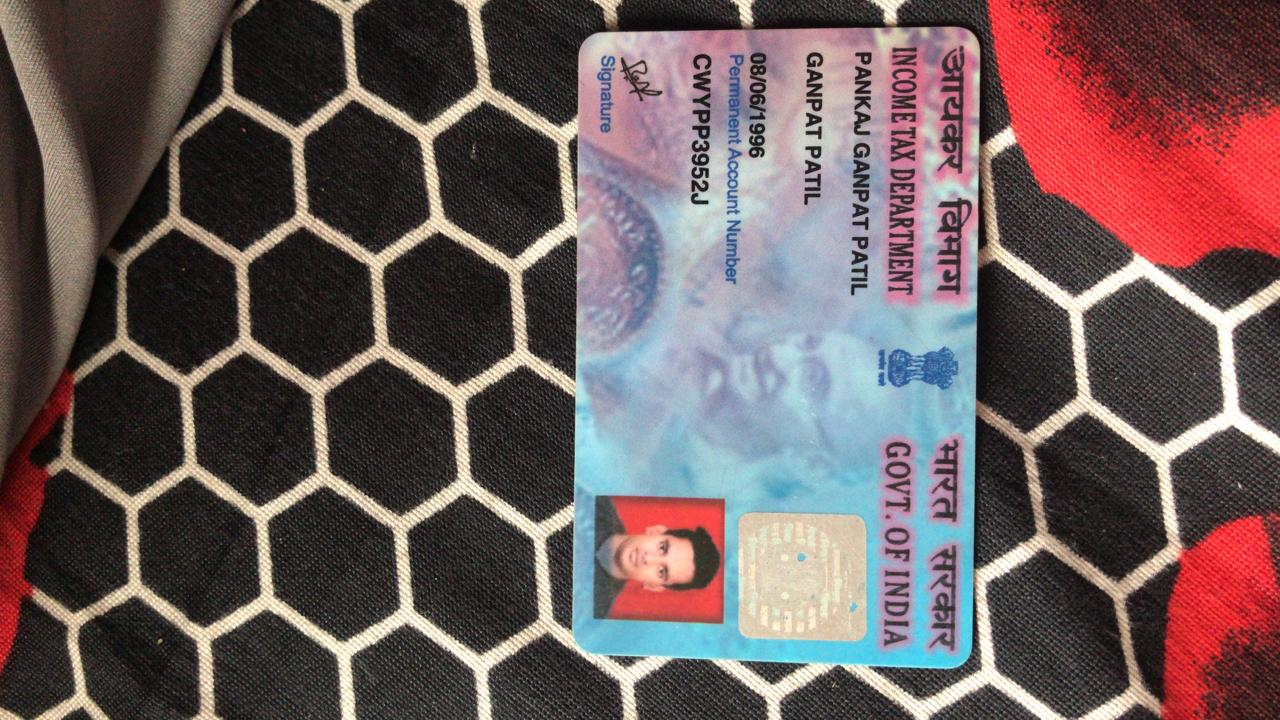 आयकर विभाग
INCOME TAX DEPARTMENT
भारत सरकार
GOVT. OF INDIA
PANKAJ GANPAT PATIL
GANPAT PATIL
08/06/1996
Permanent Account Number
CWYPP3952J
Signature